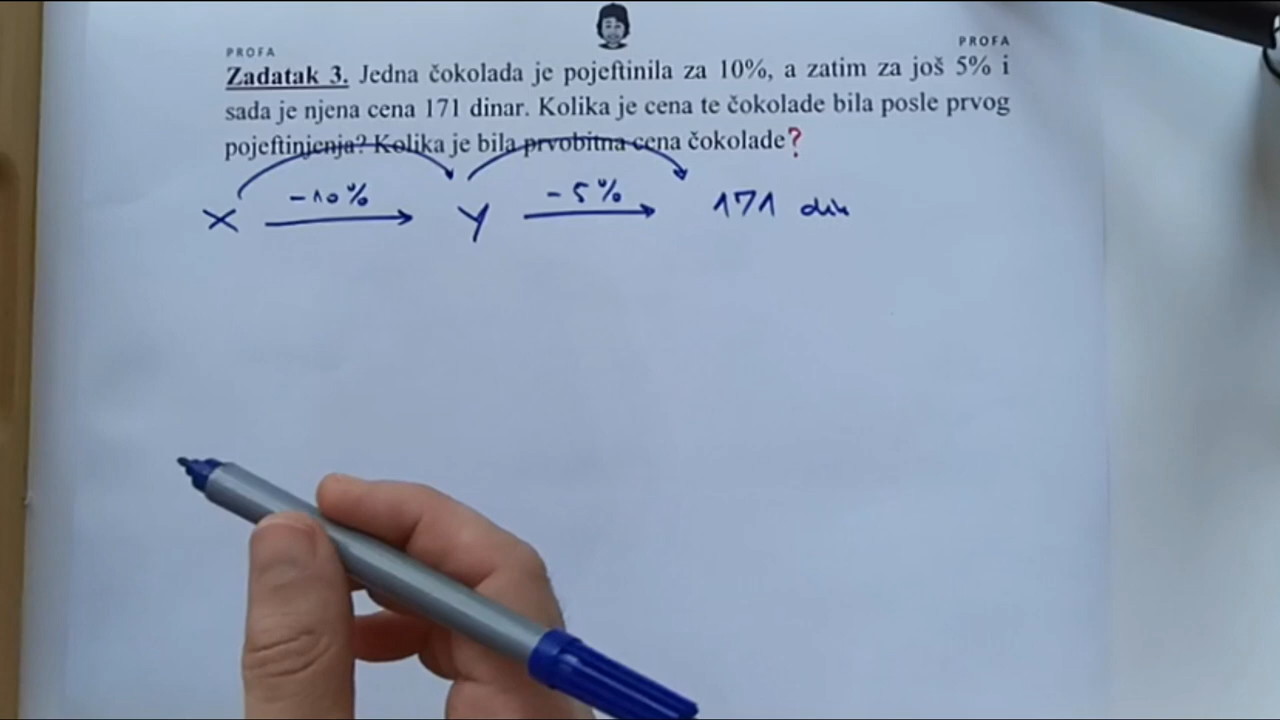 PROFA
PROFA
Zadatak 3. Jedna čokolada je pojeftinila za 10%, a zatim za još 5% i
sada je njena cena 171 dinar. Kolika je cena te čokolade bila posle prvog
pojeftinjenja? Kolika je bila prvobitna cena čokolade?
X -10% Y -5% 171 din